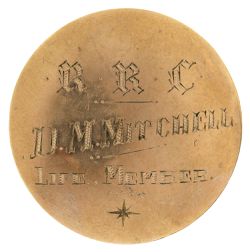 R R C
D.M. MITCHELL
LIFE MEMBER.